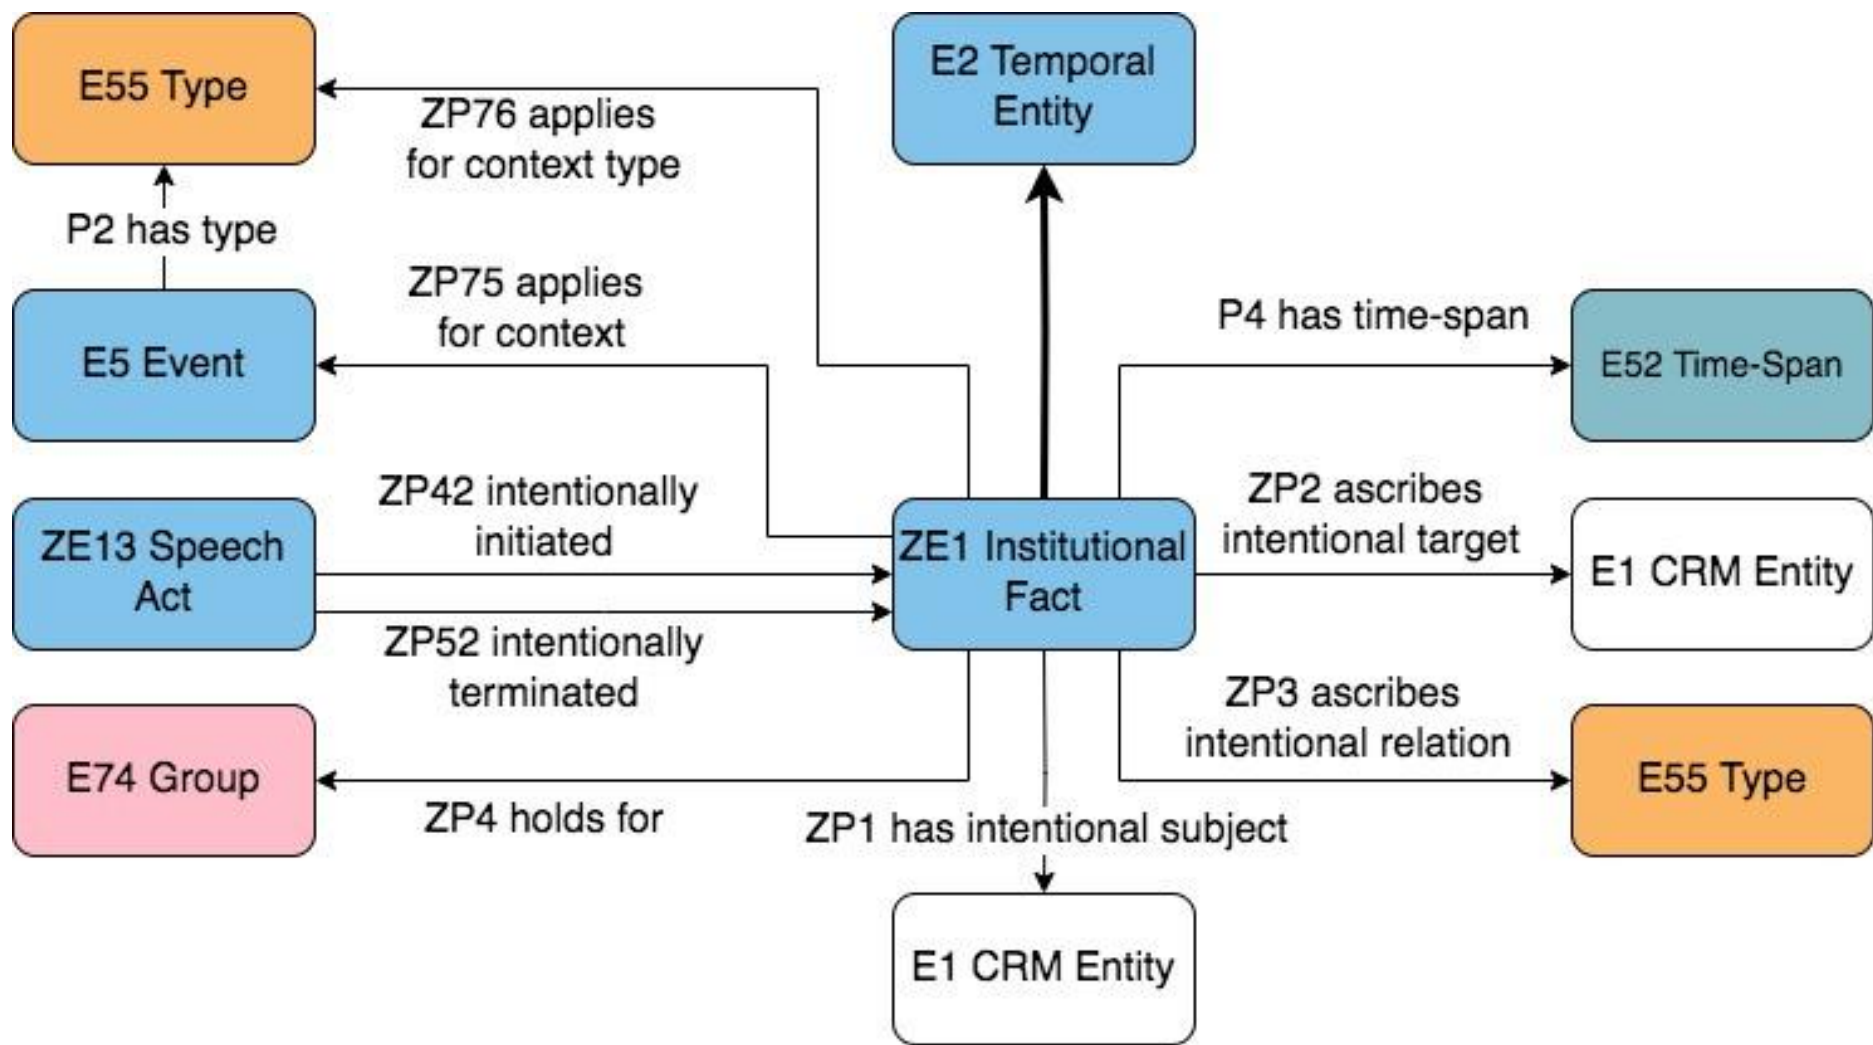 E55 Type
E2 Temporal
Entity
ZP76 applies
for context type
P2 has type
ZP75 applies
for context
P4 has time-span
E5 Event
E52 Time-Span
ZP42 intentionally
initiated
ZP2 ascribes
intentional target
ZE13 Speech
Act
ZE1 Institutional
Fact
E1 CRM Entity
ZP52 intentionally
terminated
ZP3 ascribes
intentional relation
E74 Group
E55 Type
ZP4 holds for
ZP1 has intentional subject
E1 CRM Entity